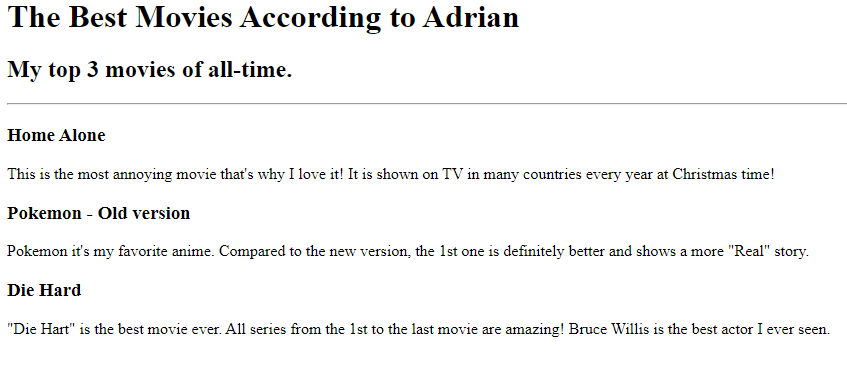 The Best Movies According to Adrian
My top 3 movies of all-time.
Home Alone
This is the most annoying movie that's why I love it! It is shown on TV in many countries every year at Christmas time!
Pokemon - Old version
Pokemon it's my favorite anime. Compared to the new version, the 1st one is definitely better and shows a more "Real" story.
Die Hard
"Die Hart" is the best movie ever. All series from the 1st to the last movie are amazing! Bruce Willis is the best actor I ever seen.